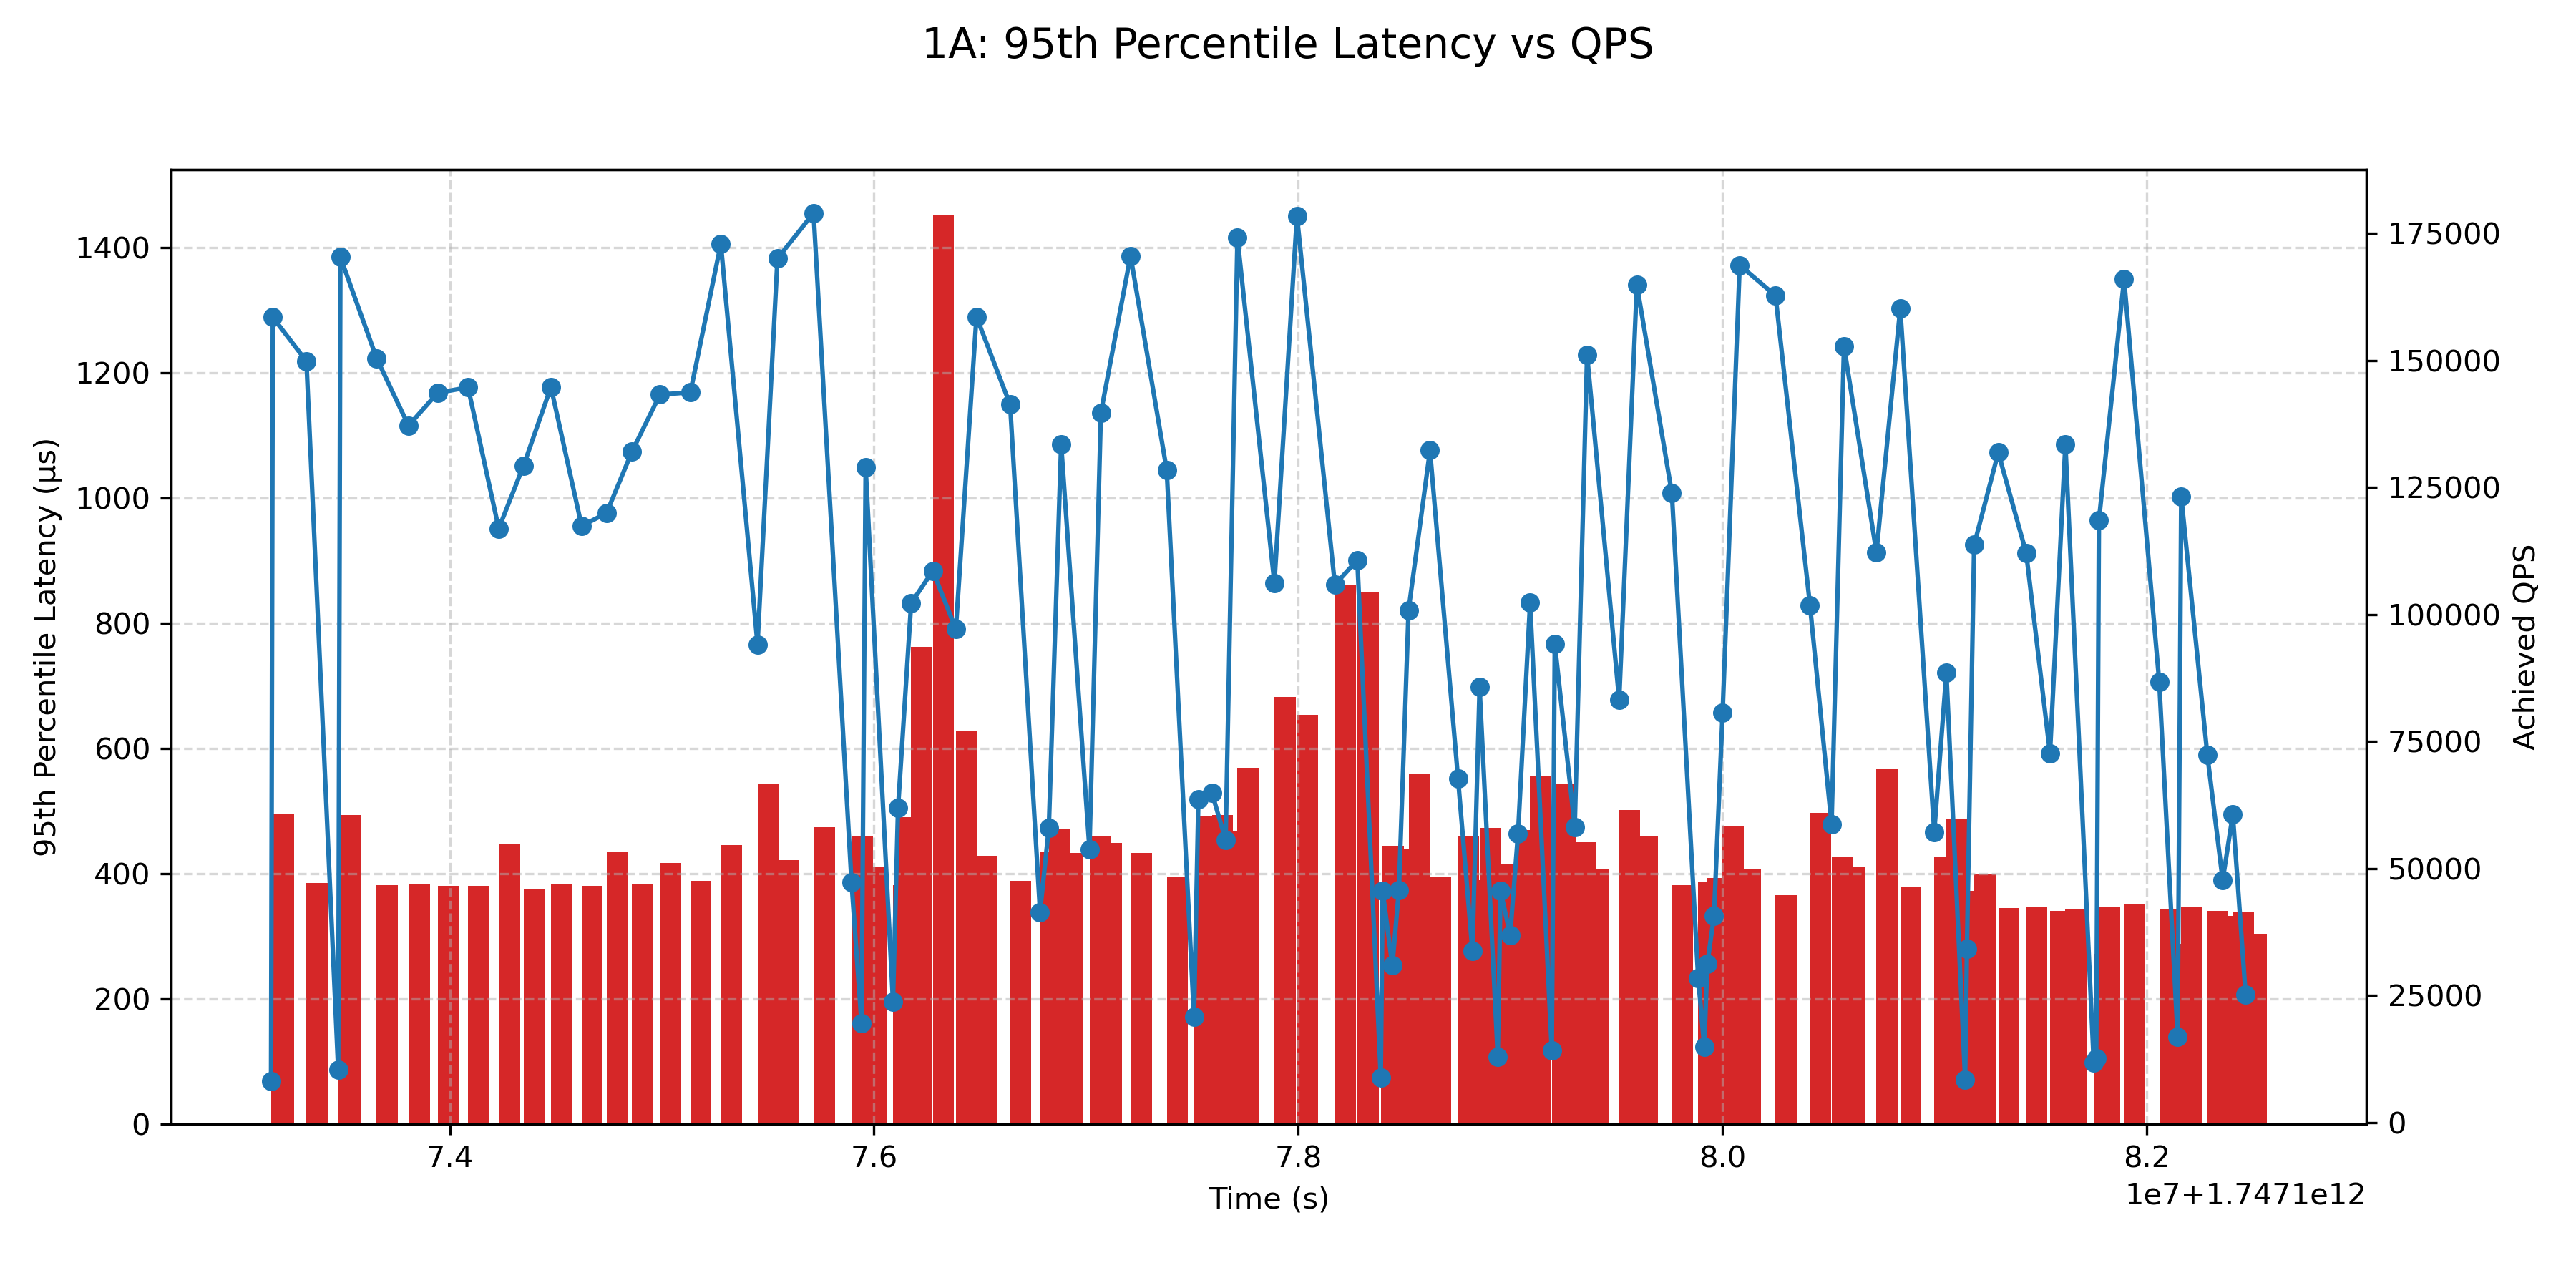 1A: 95th Percentile Latency vs QPS
95th Percentile Latency (μs)
1400
1200
1000
800
600
400
200
0
175000
150000
125000
100000
75000
50000
25000
0
Achieved QPS
7.4 7.6 7.8 8.0 8.2
Time (s)
1e7+1.7471e12